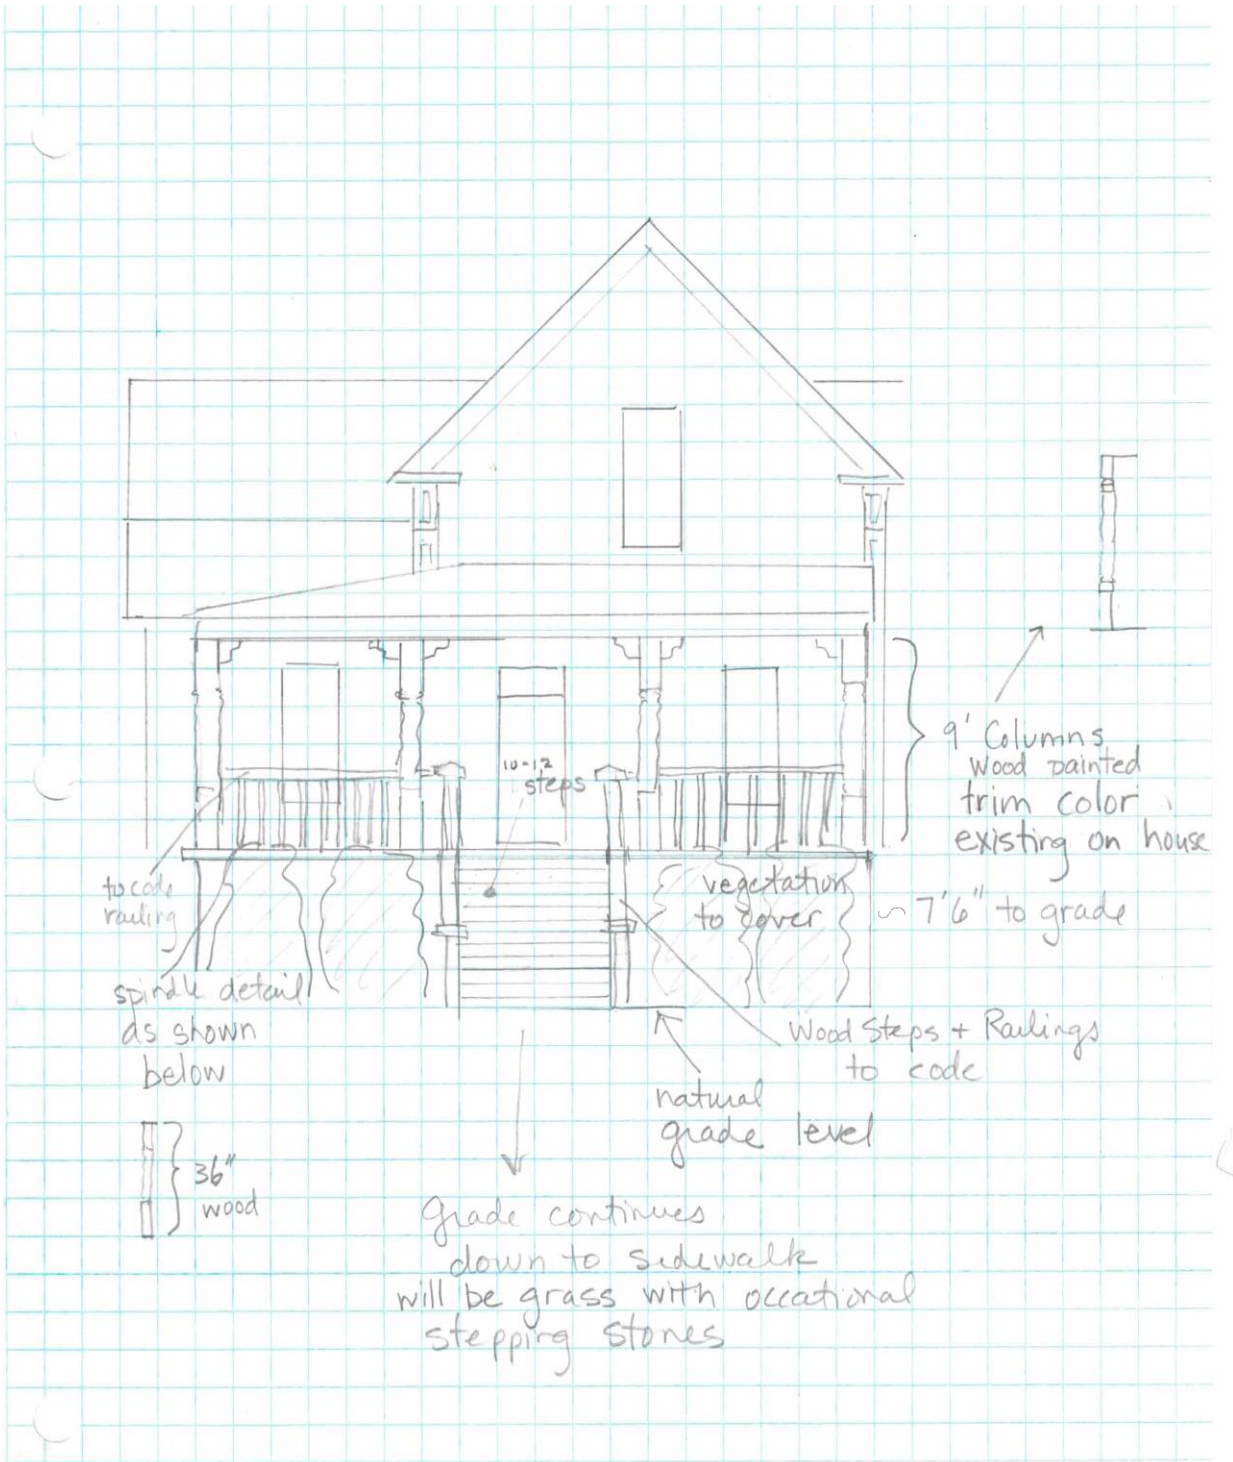 10-12
steps
9' Columns
Wood painted
trim color
existing on house
to code
railing
vegetation
to cover
~ 7'6" to grade
spindle detail
as shown
below
Wood Steps + Railings
to code
natural
grade level
36"
wood
Grade continues
down to sidewalk
will be grass with occational
stepping stones